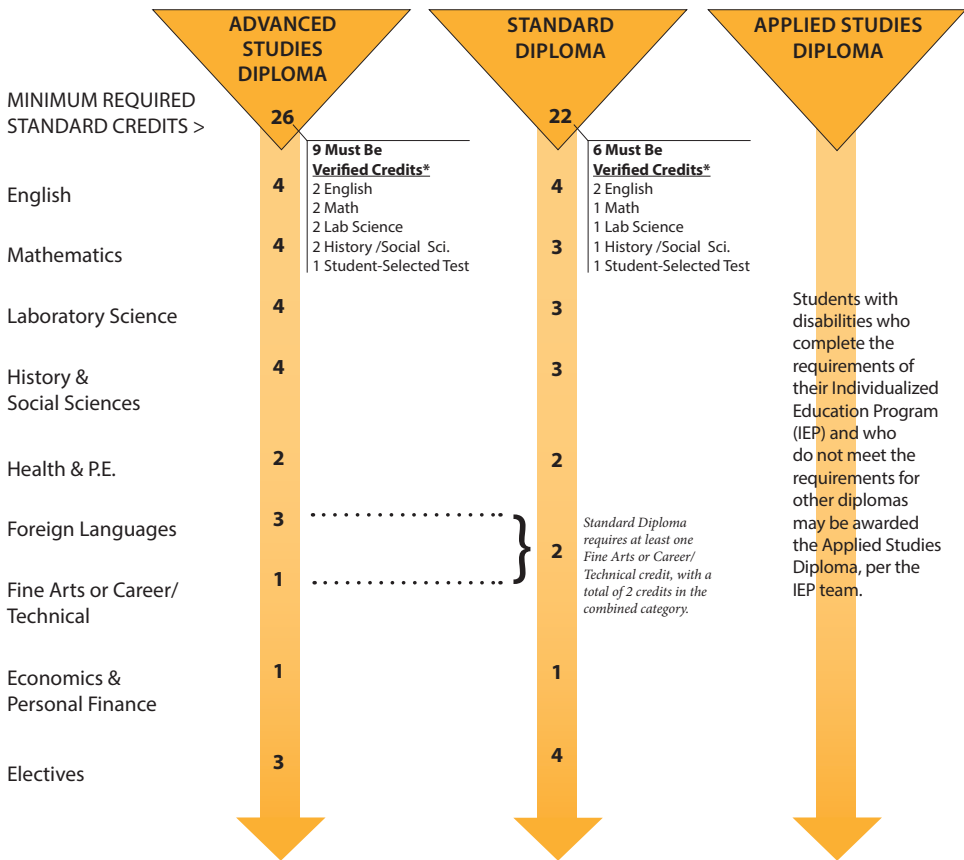 ADVANCED
STUDIES
DIPLOMA
STANDARD
DIPLOMA
APPLIED STUDIES
DIPLOMA
MINIMUM REQUIRED
STANDARD CREDITS >
26
22
9 Must Be
Verified Credits*
2 English
2 Math
2 Lab Science
2 History /Social Sci.
1 Student-Selected Test
6 Must Be
Verified Credits*
2 English
1 Math
1 Lab Science
1 History /Social Sci.
1 Student-Selected Test
English
4
4
Mathematics
4
3
Laboratory Science
4
3
History &
Social Sciences
4
3
Health & P.E.
2
2
Foreign Languages
3
Fine Arts or Career/
Technical
1
}
2
Standard Diploma
requires at least one
Fine Arts or Career/
Technical credit, with a
total of 2 credits in the
combined category.
Economics &
Personal Finance
1
1
Electives
3
4
Students with
disabilities who
complete the
requirements of
their Individualized
Education Program
(IEP) and who
do not meet the
requirements for
other diplomas
may be awarded
the Applied Studies
Diploma, per the
IEP team.